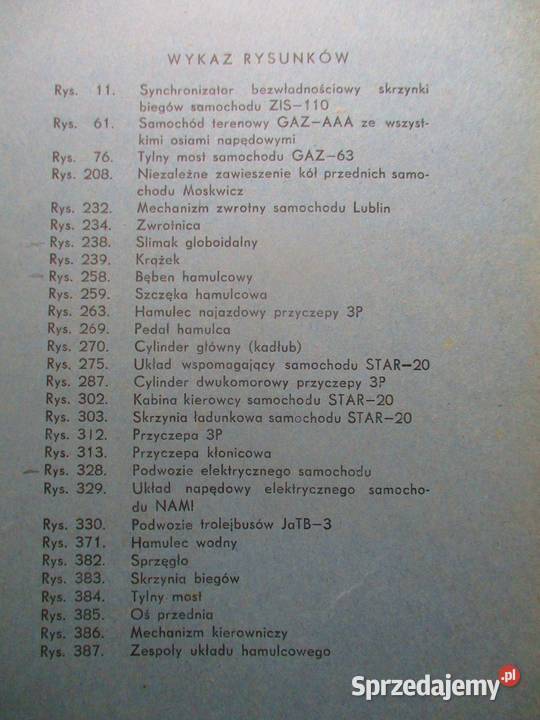 WYKAZ RYSUNKÓW
Rys. 11. Synchronizator bezwładnościowy skrzynki
biegów samochodu ZIS–110
Rys. 61. Samochód terenowy GAZ–AAA ze wszyst-
kimi osiami napędowymi
Rys. 76. Tylny most samochodu GAZ–63
Rys. 208. Niezależne zawieszenie kół przednich samo-
chodu Moskwicz
Rys. 232. Mechanizm zwrotny samochodu Lublin
Rys. 234. Zwrotnica
Rys. 238. Ślimak globoidalny
Rys. 239. Krążek
Rys. 258. Bęben hamulcowy
Rys. 259. Szczęka hamulcowa
Rys. 263. Hamulec najazdowy przyczepy 3P
Rys. 269. Pedał hamulca
Rys. 270. Cylinder główny (kadłub)
Rys. 275. Układ wspomagający samochodu STAR–20
Rys. 287. Cylinder dwukomorowy przyczepy 3P
Rys. 302. Kabina kierowcy samochodu STAR–20
Rys. 303. Skrzynia ładunkowa samochodu STAR–20
Rys. 312. Przyczepa 3P
Rys. 313. Przyczepa kłonicowa
Rys. 328. Podwozie elektrycznego samochodu
Rys. 329. Układ napędowy elektrycznego samocho-
du NAMI
Rys. 330. Podwozie trolejbusów JaTB–3
Rys. 371. Hamulec wodny
Rys. 382. Sprzęgło
Rys. 383. Skrzynia biegów
Rys. 384. Tylny most
Rys. 385. Oś przednia
Rys. 386. Mechanizm kierowniczy
Rys. 387. Zespoły układu hamulcowego
Sprzedajemy.pl